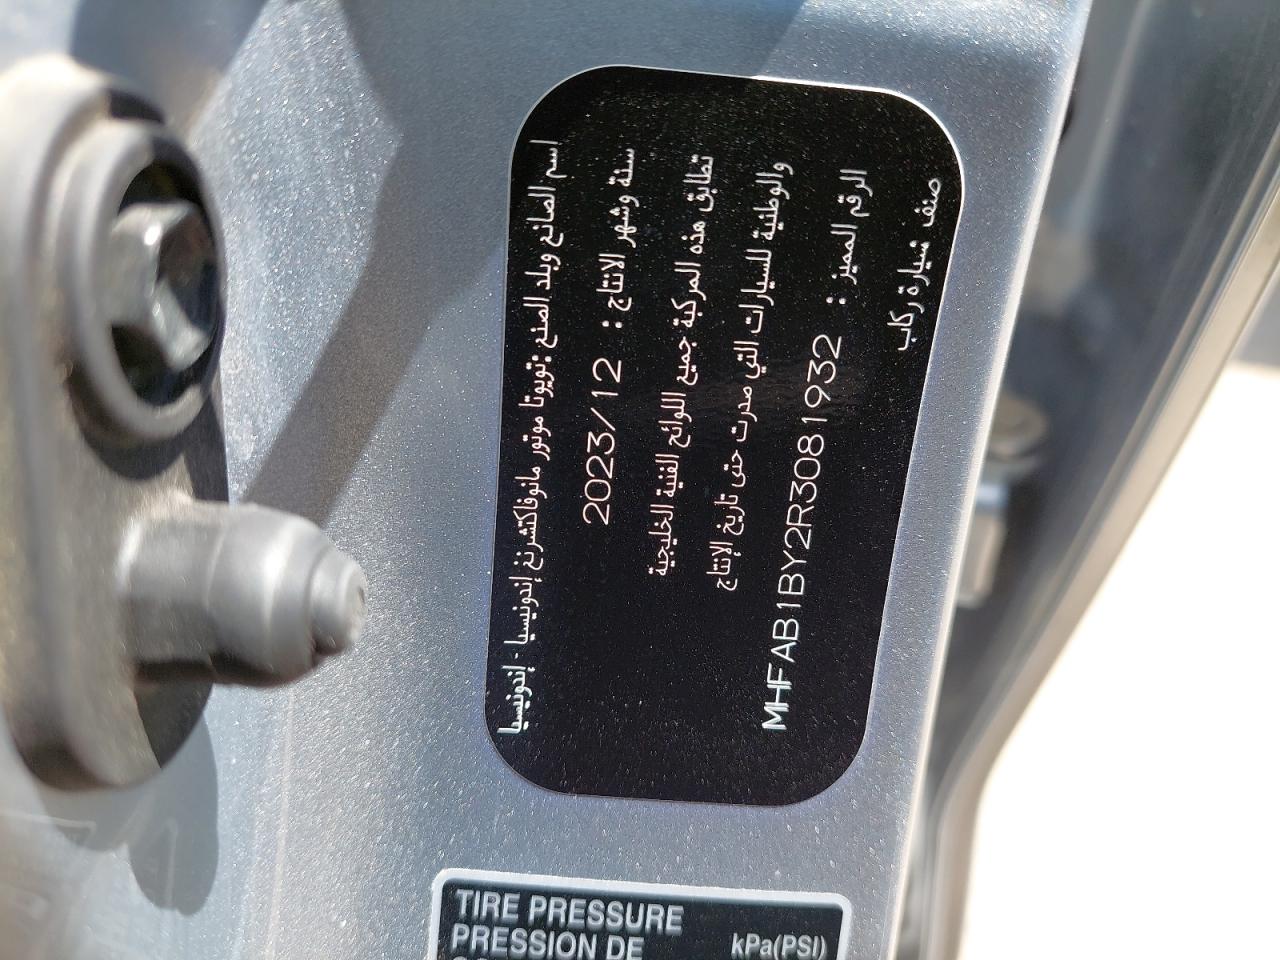 اسم الصانع وبلد الصنع :تويوتا موتور مانوفاكتشرنغ إندونيسيا - إندونيسيا
سنة وشهر الانتاج : 2023/12
تطابق هذه المركبة جميع اللوائح الفنية الخليجية
والوطنية للسيارات التي صدرت حتى تاريخ الإنتاج
الرقم المميز : MHFAB1BY2R3081932
صنف :سيارة ركاب
TIRE PRESSURE
PRESSION DE
kPa(PSI)